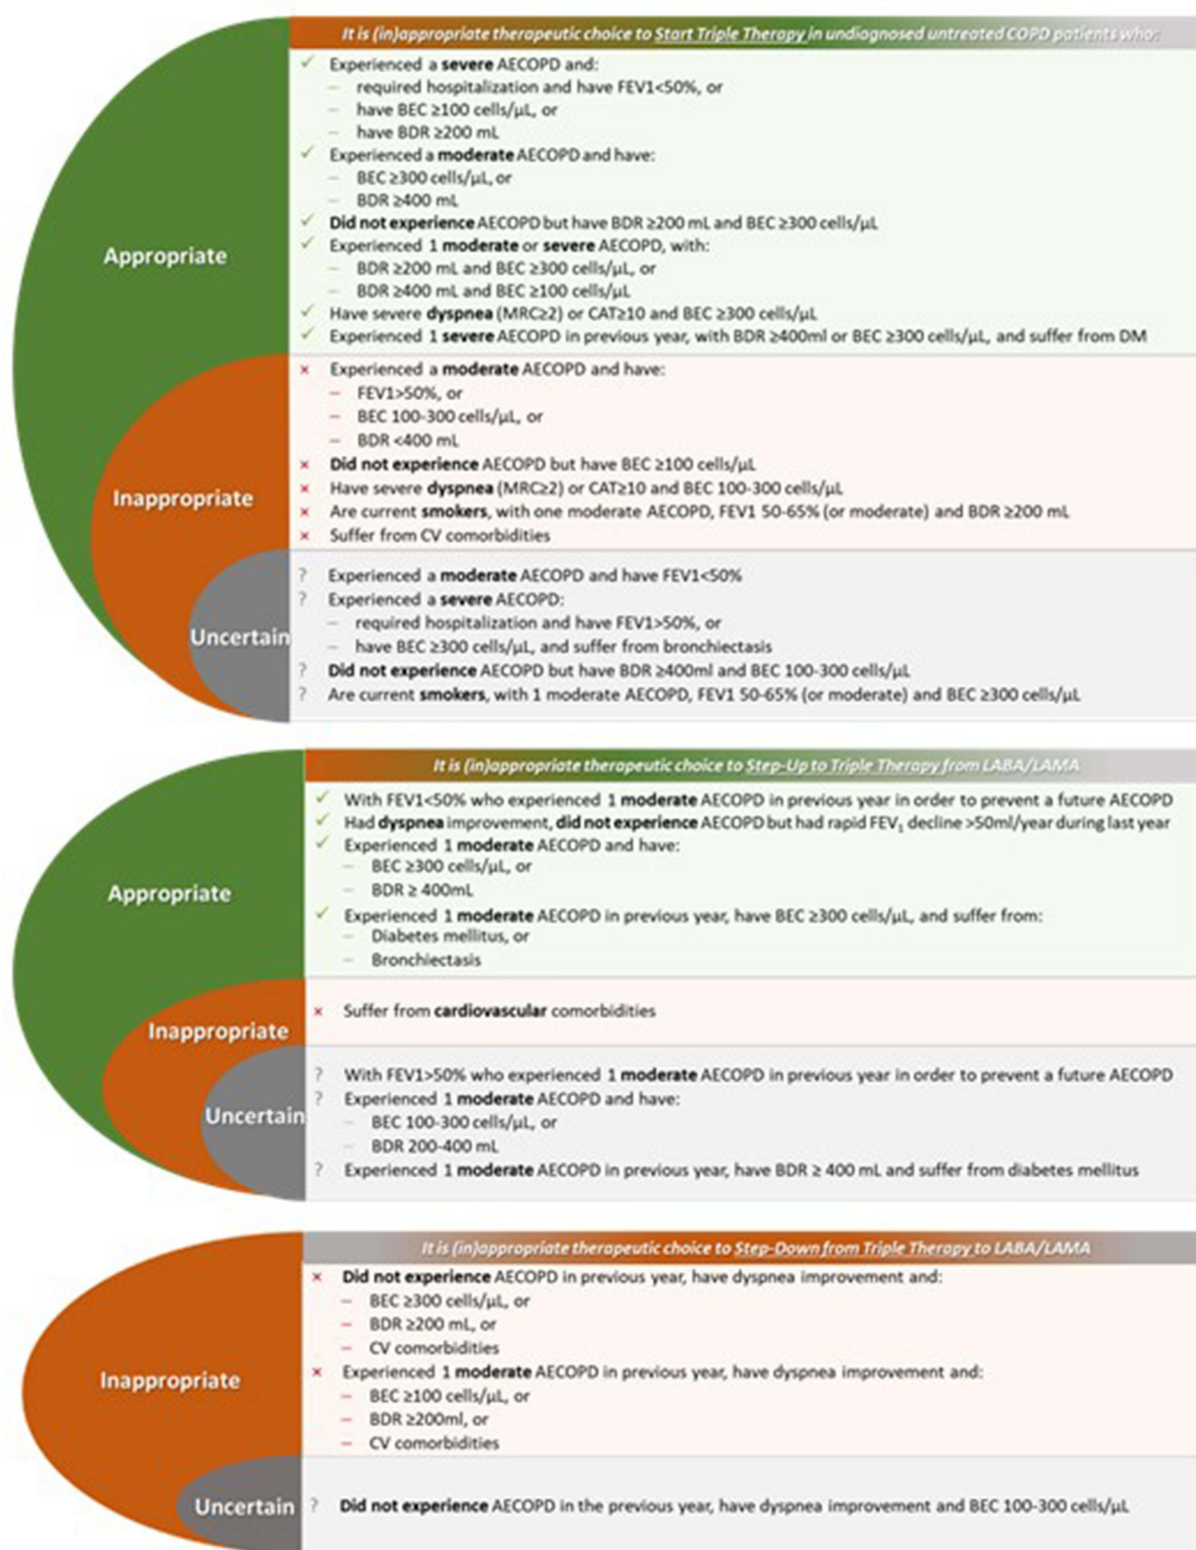 It is (in)appropriate therapeutic choice to Start Triple Therapy in undiagnosed untreated COPD patients who:
Appropriate
✓ Experienced a severe AECOPD and:
– required hospitalization and have FEV1<50%, or
– have BEC ≥100 cells/μL, or
– have BDR ≥200 mL
✓ Experienced a moderate AECOPD and have:
– BEC ≥300 cells/μL, or
– BDR ≥400 mL
✓ Did not experience AECOPD but have BDR ≥200 mL and BEC ≥300 cells/μL
✓ Experienced 1 moderate or severe AECOPD, with:
– BDR ≥200 mL and BEC ≥300 cells/μL, or
– BDR ≥400 mL and BEC ≥100 cells/μL
✓ Have severe dyspnea (MRC≥2) or CAT≥10 and BEC ≥300 cells/μL
✓ Experienced 1 severe AECOPD in previous year, with BDR ≥400ml or BEC ≥300 cells/μL, and suffer from DM
Inappropriate
× Experienced a moderate AECOPD and have:
– FEV1>50%, or
– BEC 100-300 cells/μL, or
– BDR <400 mL
× Did not experience AECOPD but have BEC ≥100 cells/μL
× Have severe dyspnea (MRC≥2) or CAT≥10 and BEC 100-300 cells/μL
× Are current smokers, with one moderate AECOPD, FEV1 50-65% (or moderate) and BDR ≥200 mL
× Suffer from CV comorbidities
Uncertain
? Experienced a moderate AECOPD and have FEV1<50%
? Experienced a severe AECOPD:
– required hospitalization and have FEV1>50%, or
– have BEC ≥300 cells/μL, and suffer from bronchiectasis
? Did not experience AECOPD but have BDR ≥400ml and BEC 100-300 cells/μL
? Are current smokers, with 1 moderate AECOPD, FEV1 50-65% (or moderate) and BEC ≥300 cells/μL
It is (in)appropriate therapeutic choice to Step-Up to Triple Therapy from LABA/LAMA
Appropriate
✓ With FEV1<50% who experienced 1 moderate AECOPD in previous year in order to prevent a future AECOPD
✓ Had dyspnea improvement, did not experience AECOPD but had rapid FEV₁ decline >50ml/year during last year
✓ Experienced 1 moderate AECOPD and have:
– BEC ≥300 cells/μL, or
– BDR ≥ 400mL
✓ Experienced 1 moderate AECOPD in previous year, have BEC ≥300 cells/μL, and suffer from:
– Diabetes mellitus, or
– Bronchiectasis
Inappropriate
× Suffer from cardiovascular comorbidities
Uncertain
? With FEV1>50% who experienced 1 moderate AECOPD in previous year in order to prevent a future AECOPD
? Experienced 1 moderate AECOPD and have:
– BEC 100-300 cells/μL, or
– BDR 200-400 mL
? Experienced 1 moderate AECOPD in previous year, have BDR ≥ 400 mL and suffer from diabetes mellitus
It is (in)appropriate therapeutic choice to Step-Down from Triple Therapy to LABA/LAMA
Inappropriate
× Did not experience AECOPD in previous year, have dyspnea improvement and:
– BEC ≥300 cells/μL, or
– BDR ≥200 mL, or
– CV comorbidities
× Experienced 1 moderate AECOPD in previous year, have dyspnea improvement and:
– BEC ≥100 cells/μL, or
– BDR ≥200ml, or
– CV comorbidities
Uncertain
? Did not experience AECOPD in the previous year, have dyspnea improvement and BEC 100-300 cells/μL